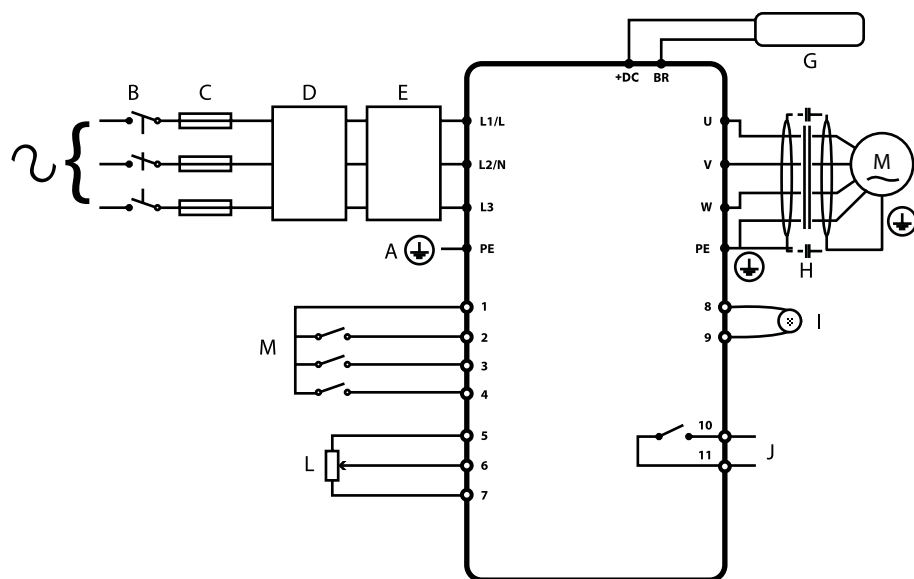 G
+DC BR
B C D E
L1/L U
L2/N V M
L3 W
A PE PE
H
1 8
I
M 2 9
3
4
5 10
J
L 6 11
7